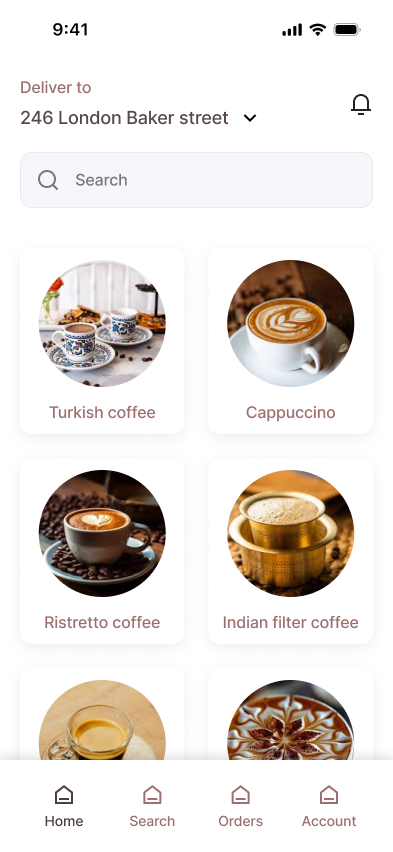 9:41
Deliver to
246 London Baker street
Search
Turkish coffee
Cappuccino
Ristretto coffee
Indian filter coffee
Home
Search
Orders
Account